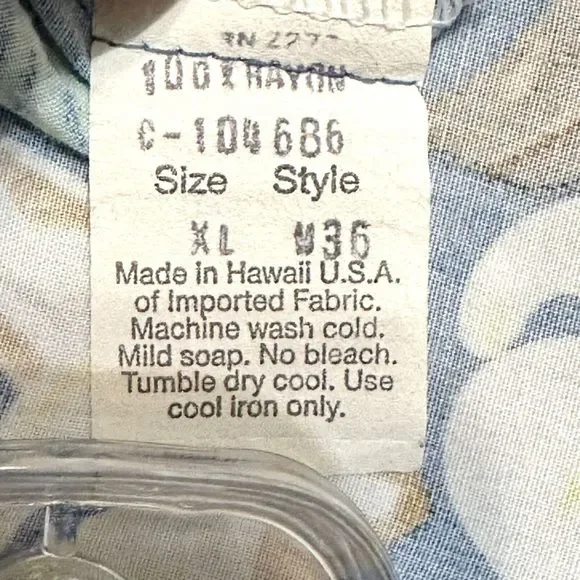 100% RAYON
C-104686
Size Style
XL M36
Made in Hawaii U.S.A.
of Imported Fabric.
Machine wash cold.
Mild soap. No bleach.
Tumble dry cool. Use
cool iron only.